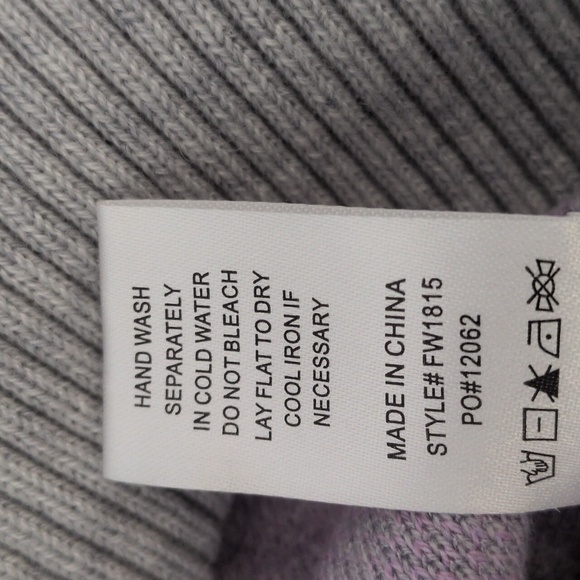 HAND WASH
SEPARATELY
IN COLD WATER
DO NOT BLEACH
LAY FLAT TO DRY
COOL IRON IF
NECESSARY
MADE IN CHINA
STYLE# FW1815
PO#12062